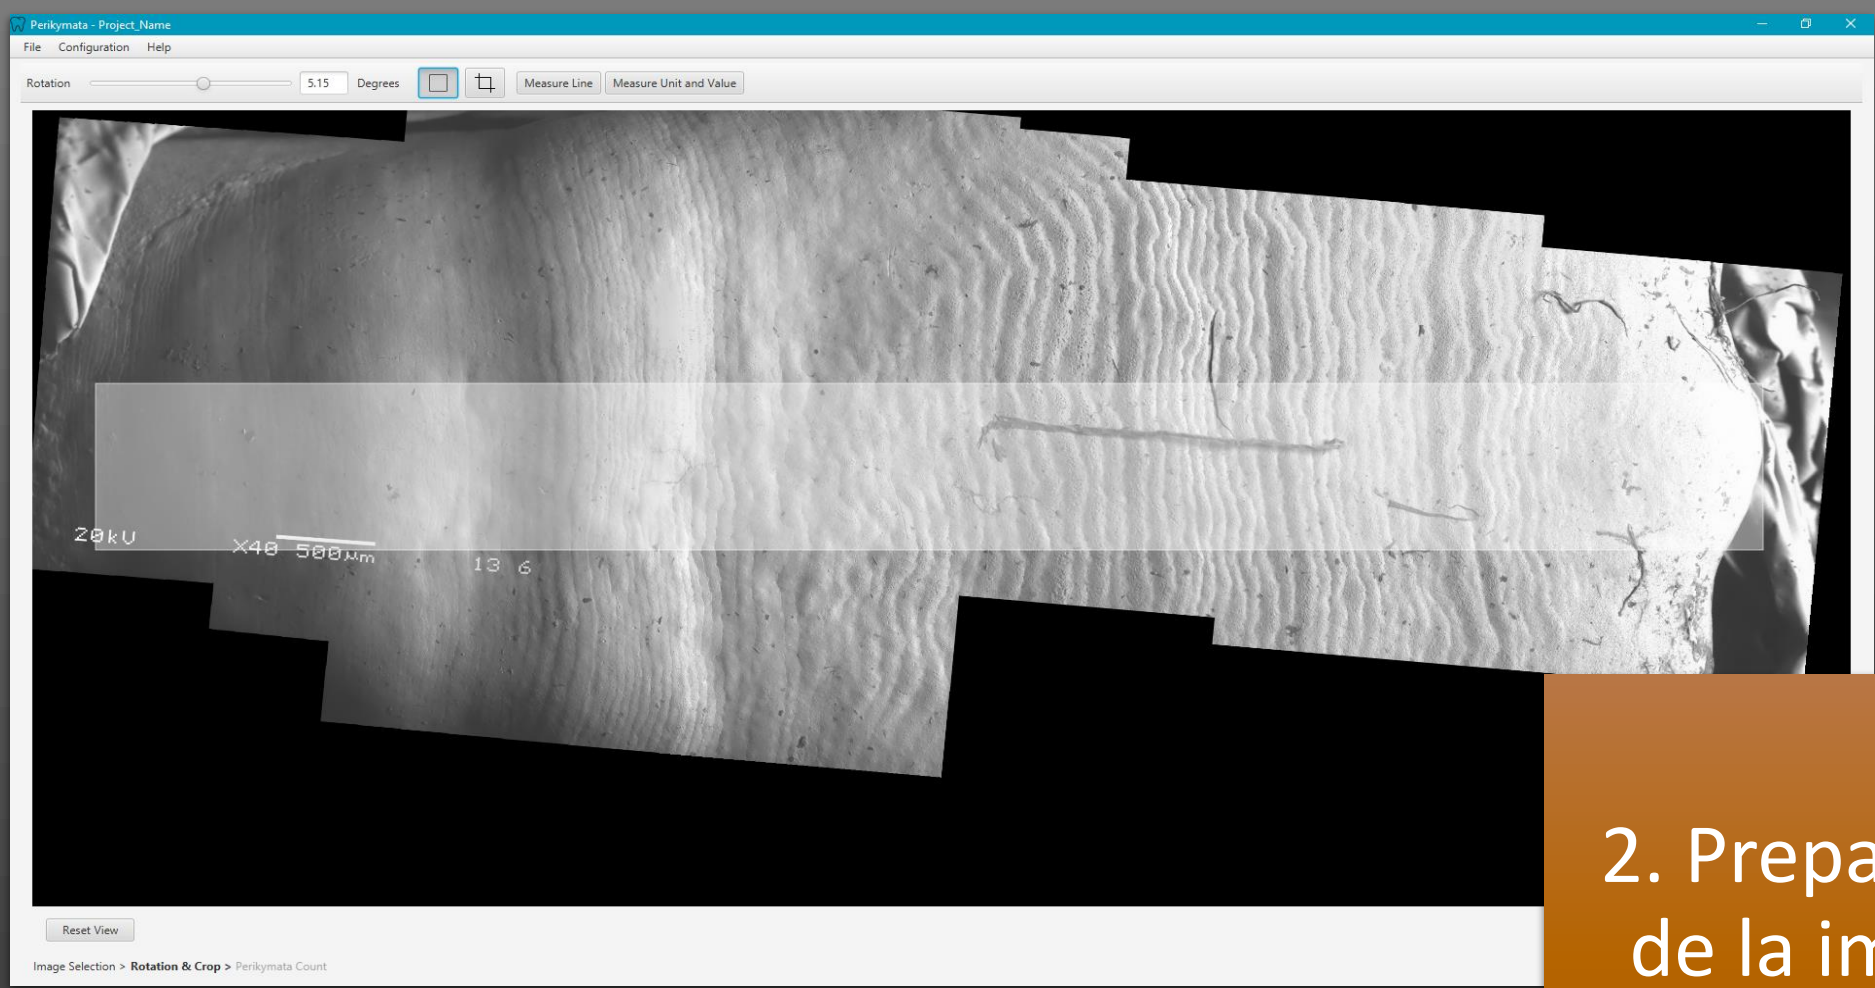 Perikymata - Project_Name
File Configuration Help
Rotation 5.15 Degrees Measure Line Measure Unit and Value
20kV X40 500µm 13 6
2. Prepa
de la im
Reset View
Image Selection > Rotation & Crop > Perikymata Count